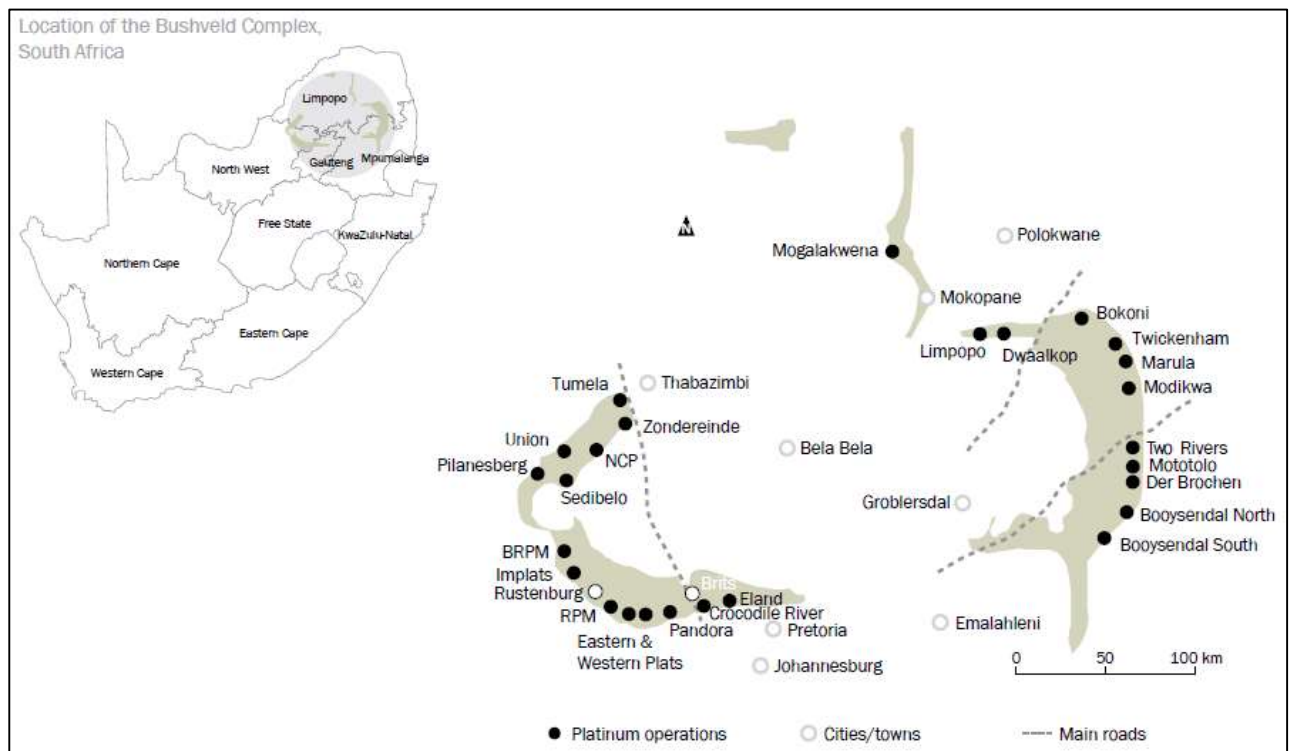 Location of the Bushveld Complex,
South Africa
Limpopo
North West
Gauteng
Mpumalanga
Free State
KwaZulu-Natal
Northern Cape
Eastern Cape
Western Cape
N
Mogalakwena
Polokwane
Mokopane
Bokoni
Limpopo
Dwaalkop
Twickenham
Marula
Modikwa
Tumela
Thabazimbi
Zondereinde
Union
NCP
Bela Bela
Two Rivers
Pilanesberg
Mototolo
Sedibelo
Der Brochen
Groblersdal
Booysendal North
Booysendal South
BRPM
Implats
Rustenburg
Brits
Eland
RPM
Crocodile River
Pandora
Pretoria
Emalahleni
Eastern &
Western Plats
Johannesburg
0 50 100 km
Platinum operations
Cities/towns
Main roads